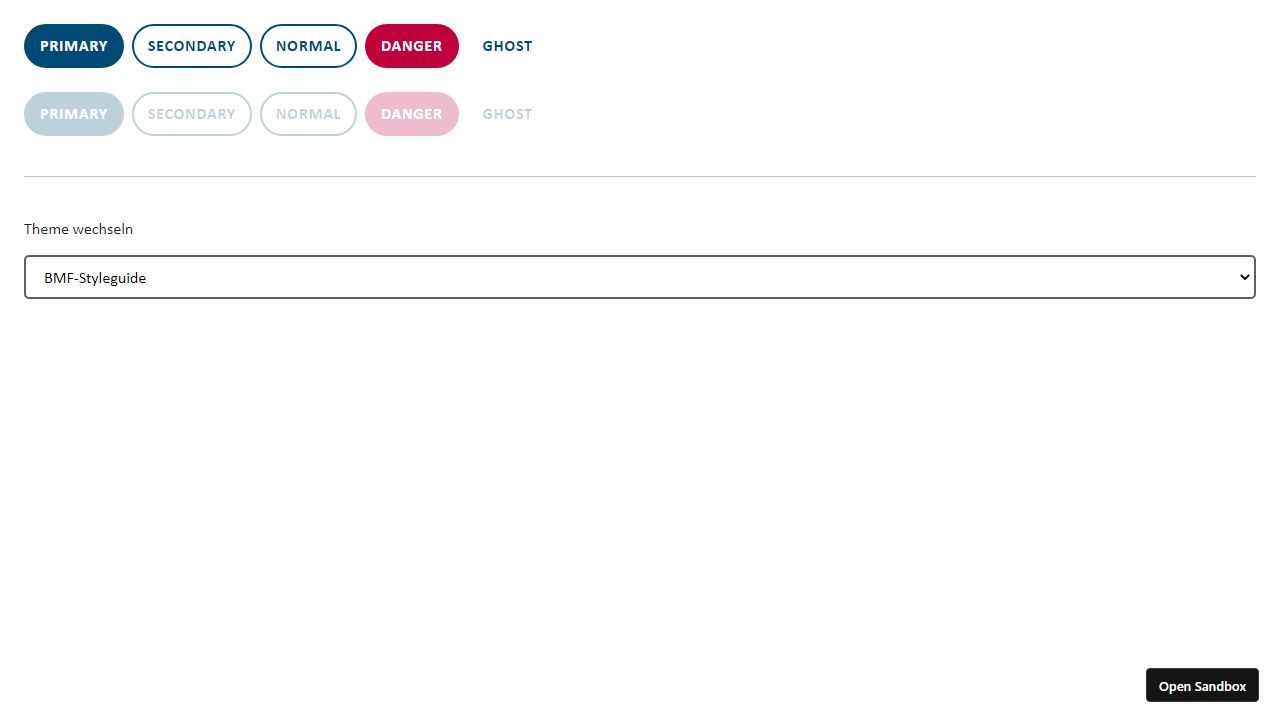 PRIMARY SECONDARY NORMAL DANGER GHOST
PRIMARY SECONDARY NORMAL DANGER GHOST
Theme wechseln
BMF-Styleguide
Open Sandbox